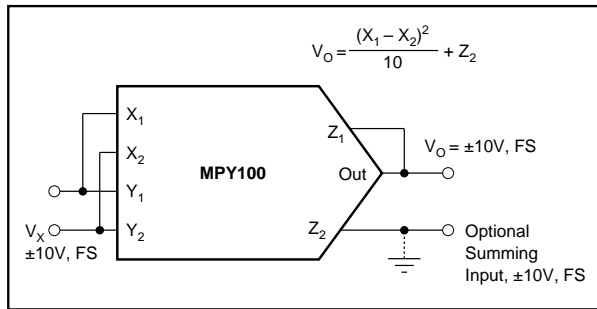 V_O = (X_1 – X_2)^2 / 10 + Z_2
X_1
X_2
Y_1
Y_2
MPY100
Z_1
Out
Z_2
V_O = ±10V, FS
V_X
±10V, FS
Optional
Summing
Input, ±10V, FS